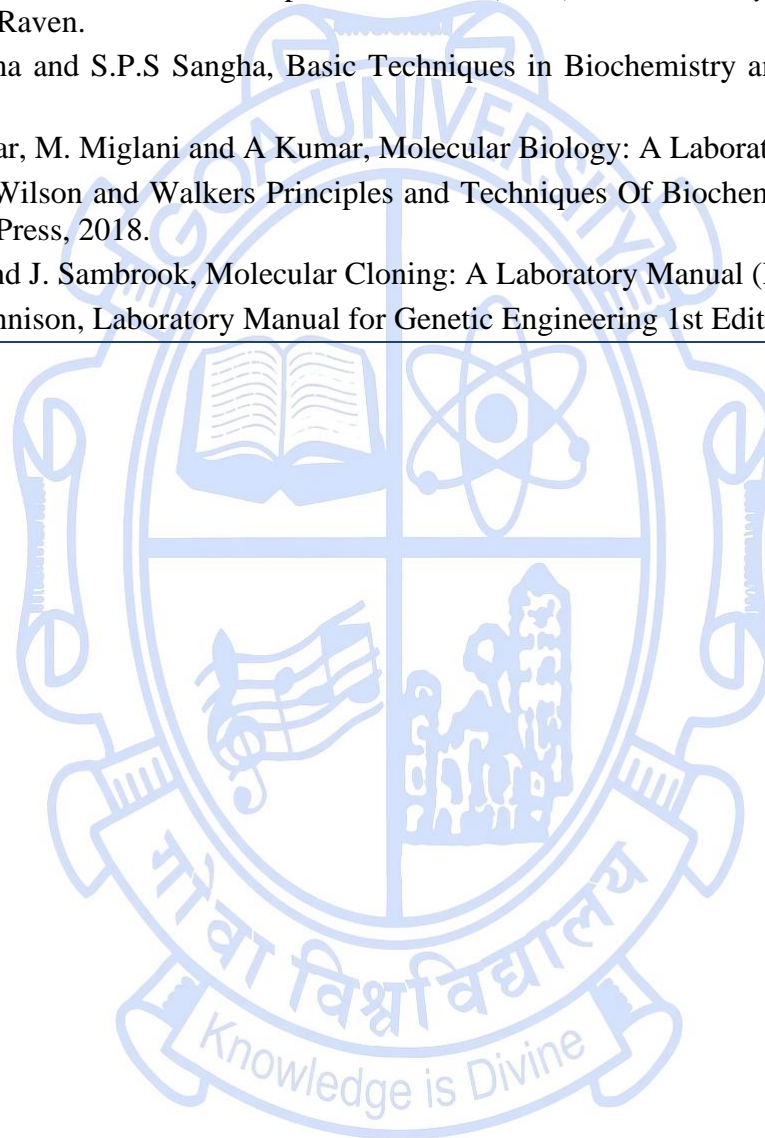 Raven.
na and S.P.S Sangha, Basic Techniques in Biochemistry a
ar, M. Miglani and A Kumar, Molecular Biology: A Laborat
Wilson and Walkers Principles and Techniques Of Biochem
Press, 2018.
nd J. Sambrook, Molecular Cloning: A Laboratory Manual (
nnison, Laboratory Manual for Genetic Engineering 1st Edit
GOA UNIVERSITY
गोंवा विश्वविद्यालय
Knowledge is Divine